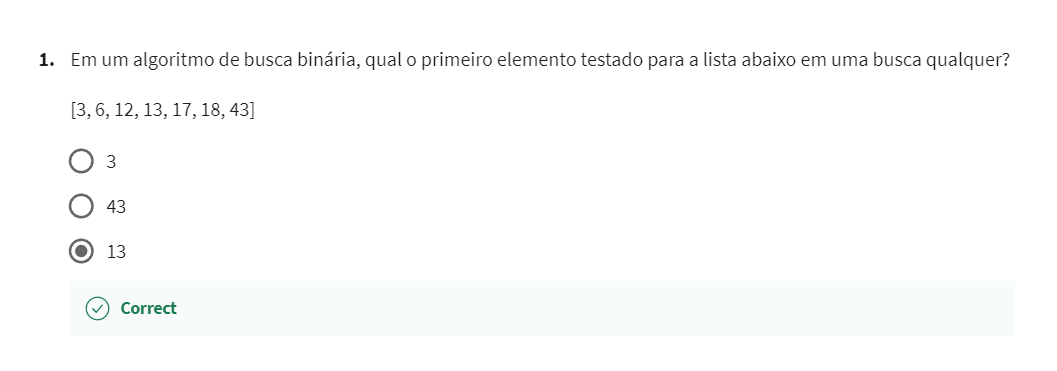 1. Em um algoritmo de busca binária, qual o primeiro elemento testado para a lista abaixo em uma busca qualquer?
[3, 6, 12, 13, 17, 18, 43]
3
43
13
Correct